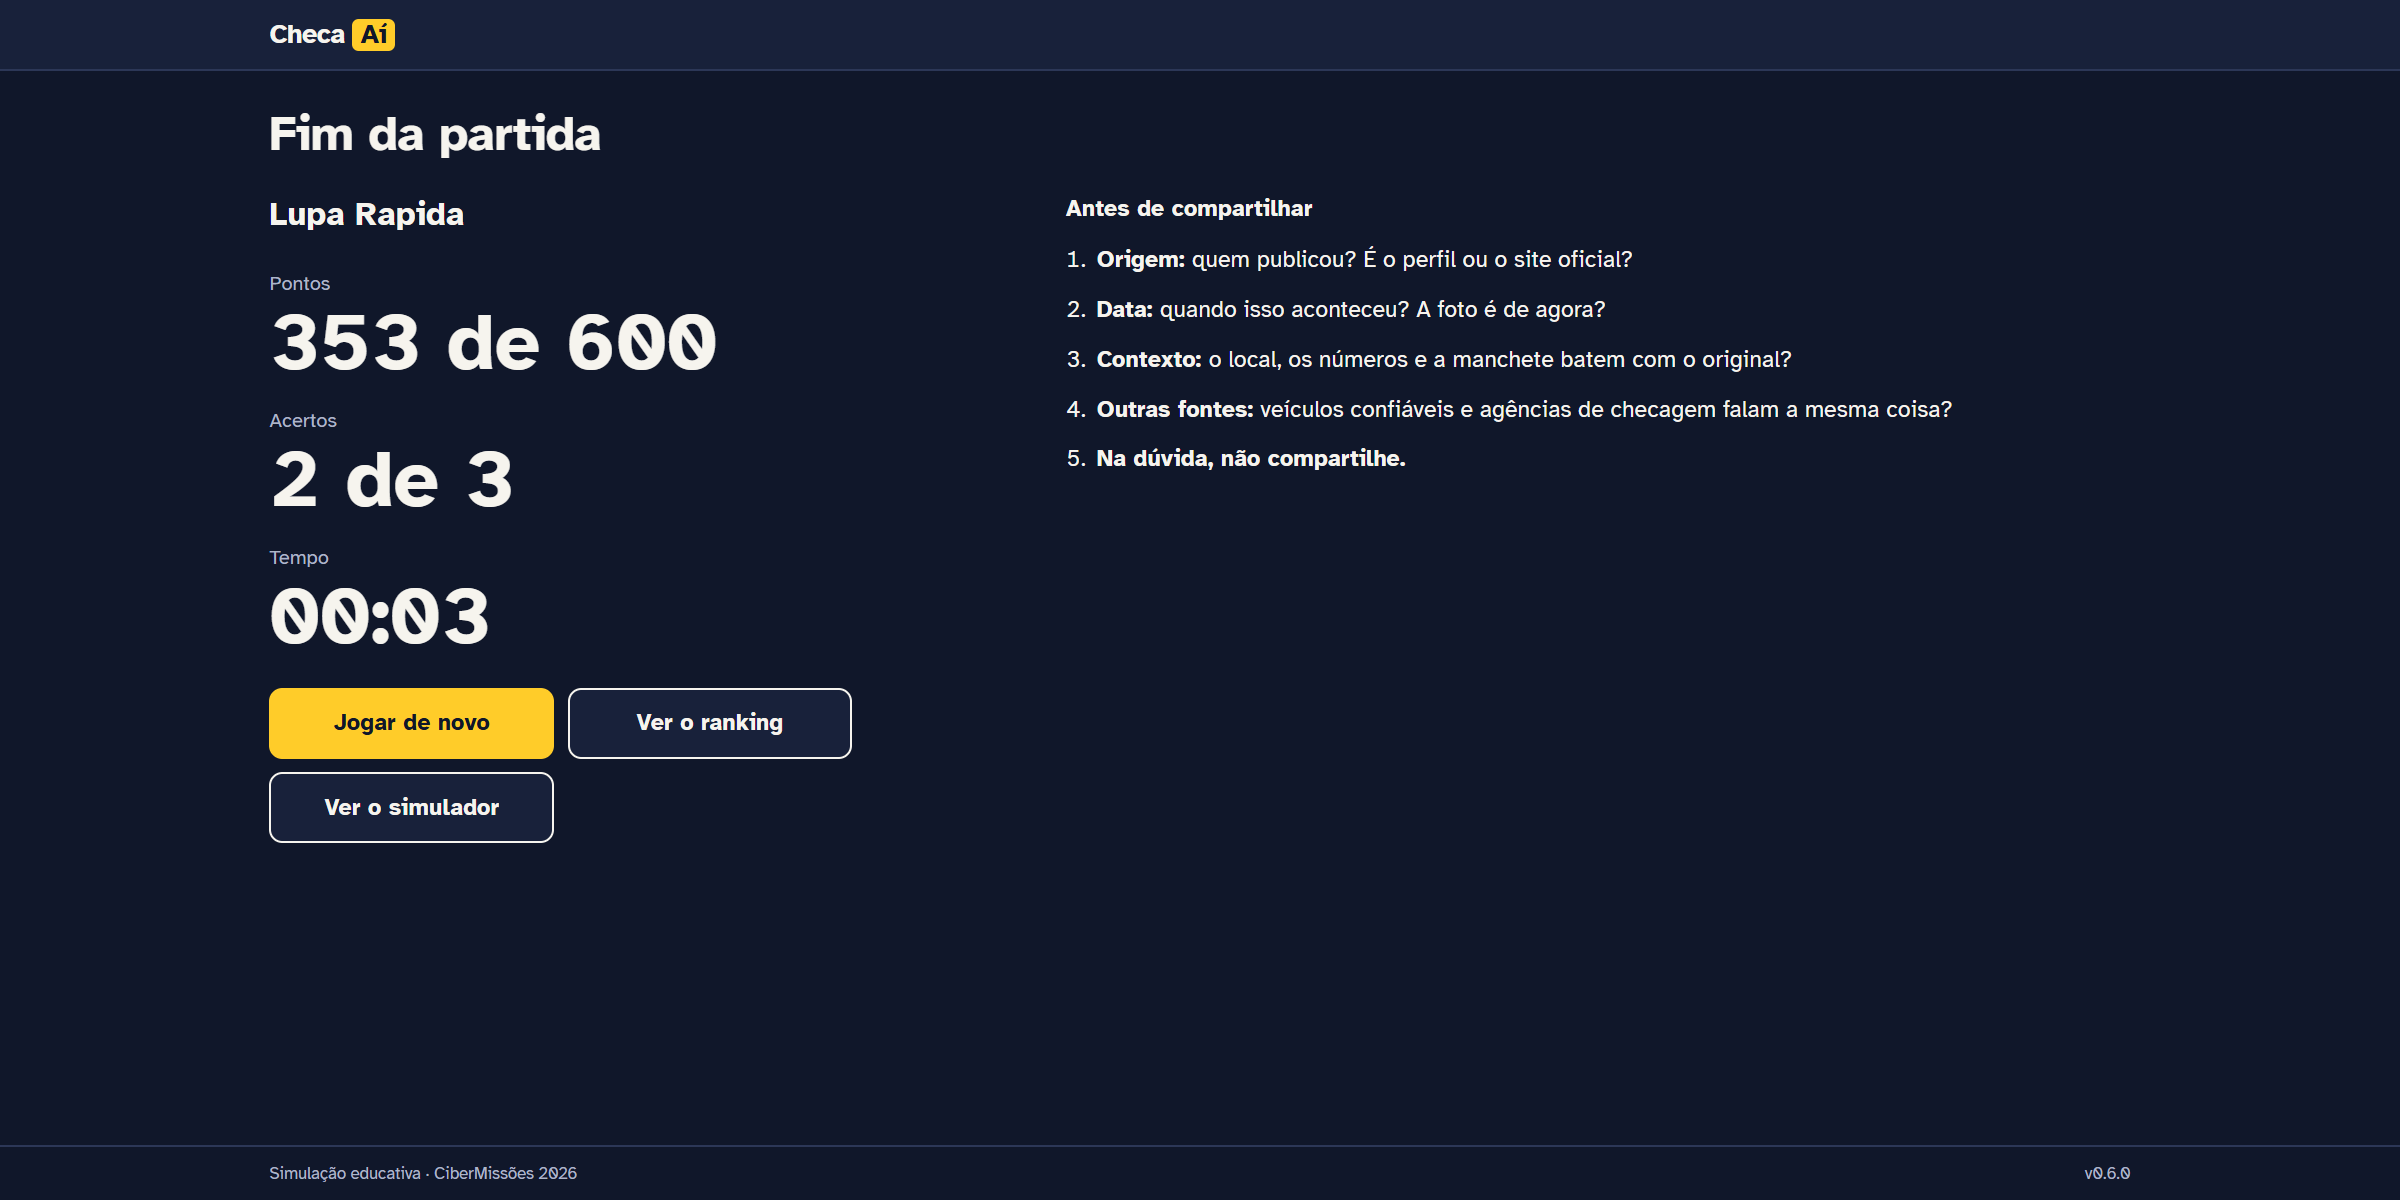 Checa Aí
Fim da partida
Lupa Rapida
Pontos
353 de 600
Acertos
2 de 3
Tempo
00:03
Jogar de novo
Ver o ranking
Ver o simulador
Antes de compartilhar
1. Origem: quem publicou? É o perfil ou o site oficial?
2. Data: quando isso aconteceu? A foto é de agora?
3. Contexto: o local, os números e a manchete batem com o original?
4. Outras fontes: veículos confiáveis e agências de checagem falam a mesma coisa?
5. Na dúvida, não compartilhe.
Simulação educativa · CiberMissões 2026
v0.6.0